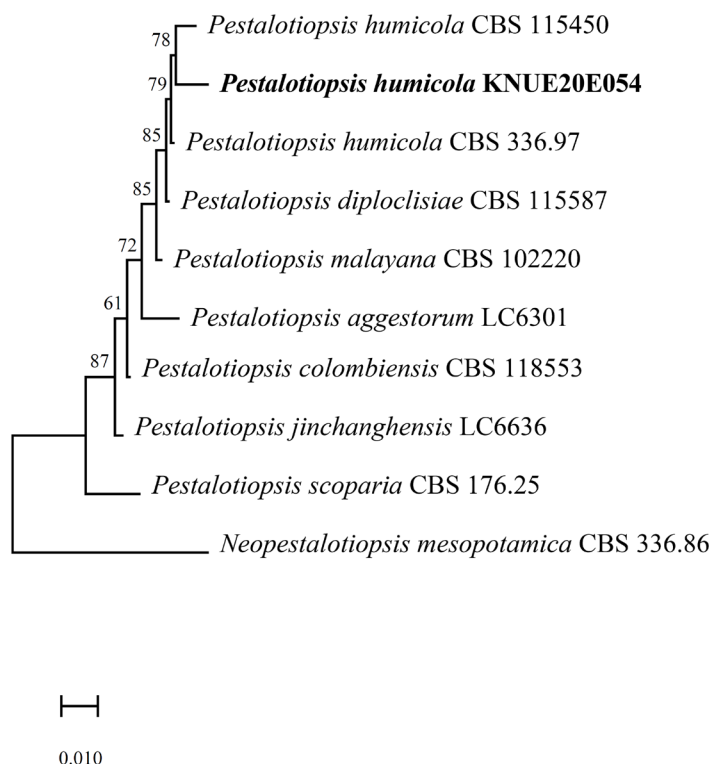 78
Pestalotiopsis humicola CBS 115450
79
Pestalotiopsis humicola KNUE20E054
85
Pestalotiopsis humicola CBS 336.97
85
Pestalotiopsis diploclisiae CBS 115587
72
Pestalotiopsis malayana CBS 102220
61
Pestalotiopsis aggestorum LC6301
87
Pestalotiopsis colombiensis CBS 118553
Pestalotiopsis jinchanghensis LC6636
Pestalotiopsis scoparia CBS 176.25
Neopestalotiopsis mesopotamica CBS 336.86
0.010